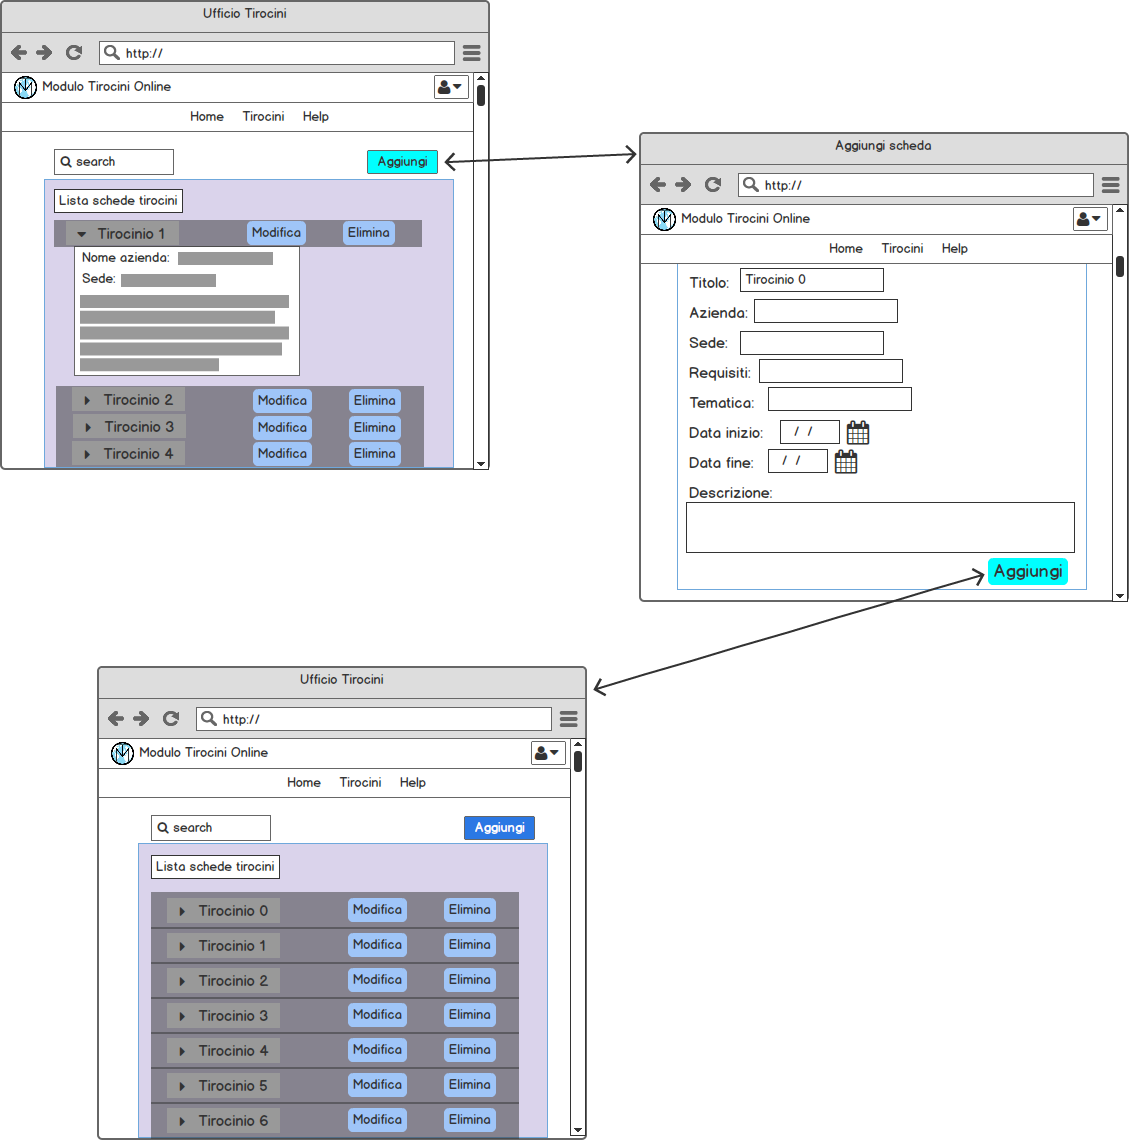 Ufficio Tirocini
http://
Modulo Tirocini Online
Home Tirocini Help
search Aggiungi
Lista schede tirocini
Tirocinio 1 Modifica Elimina
Nome azienda:
Sede:
Tirocinio 2 Modifica Elimina
Tirocinio 3 Modifica Elimina
Tirocinio 4 Modifica Elimina
Aggiungi scheda
http://
Modulo Tirocini Online
Home Tirocini Help
Titolo: Tirocinio 0
Azienda:
Sede:
Requisiti:
Tematica:
Data inizio: / /
Data fine: / /
Descrizione:
Aggiungi
Ufficio Tirocini
http://
Modulo Tirocini Online
Home Tirocini Help
search Aggiungi
Lista schede tirocini
Tirocinio 0 Modifica Elimina
Tirocinio 1 Modifica Elimina
Tirocinio 2 Modifica Elimina
Tirocinio 3 Modifica Elimina
Tirocinio 4 Modifica Elimina
Tirocinio 5 Modifica Elimina
Tirocinio 6 Modifica Elimina